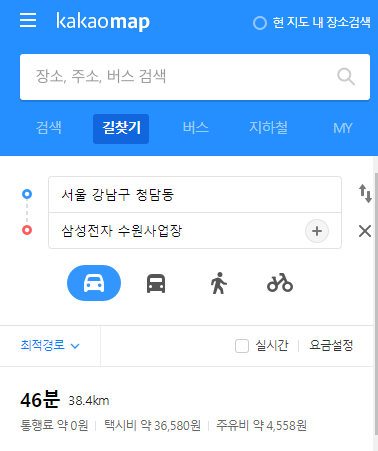 kakaomap
현 지도 내 장소검색
장소, 주소, 버스 검색
검색 길찾기 버스 지하철 MY
서울 강남구 청담동
삼성전자 수원사업장
최적경로 실시간 요금설정
46분 38.4km
통행료 약 0원 택시비 약 36,580원 주유비 약 4,558원